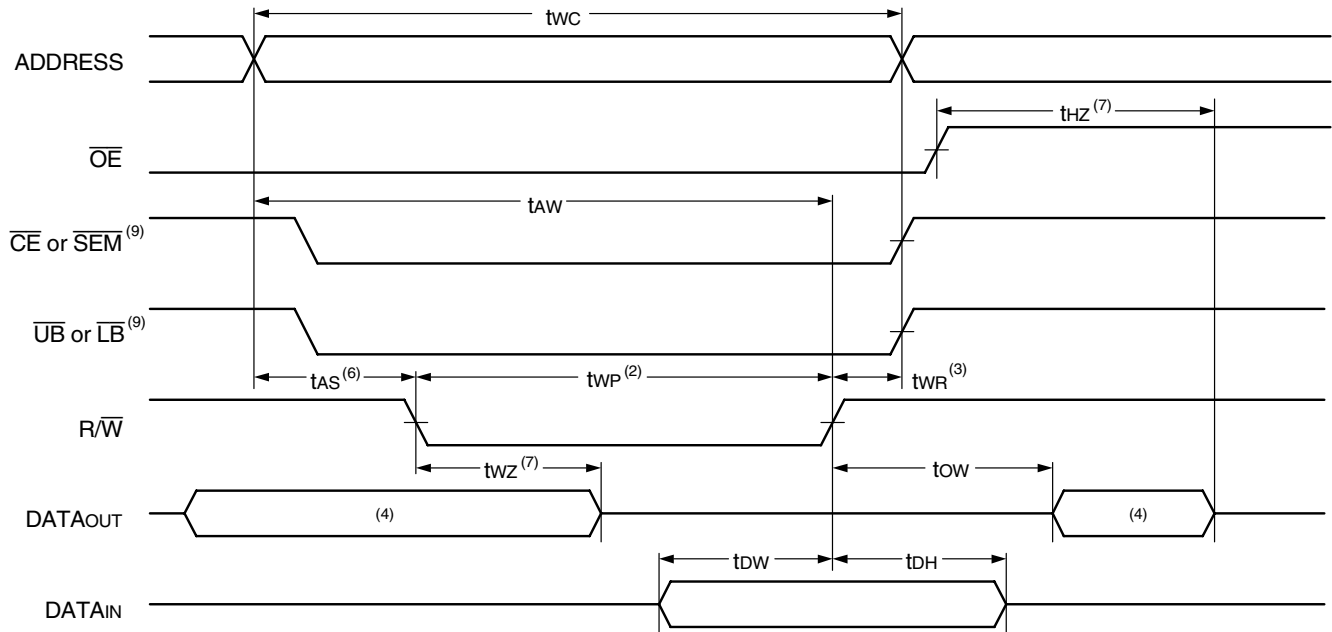 tWC
ADDRESS
tHZ (7)
OE
tAW
CE or SEM (9)
UB or LB (9)
tAS (6)
tWP (2)
tWR (3)
R/W
tWZ (7)
tOW
DATAOUT
(4)
(4)
tDW
tDH
DATAIN